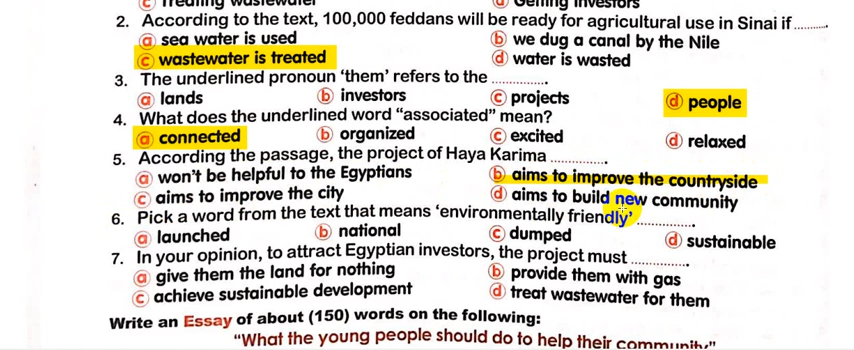 c Treating wastewater d Getting investors
2. According to the text, 100,000 feddans will be ready for agricultural use in Sinai if ............
a sea water is used b we dug a canal by the Nile
c wastewater is treated d water is wasted
3. The underlined pronoun ‘them’ refers to the ..............
a lands b investors c projects d people
4. What does the underlined word “associated” mean?
a connected b organized c excited d relaxed
5. According the passage, the project of Haya Karima ..............
a won’t be helpful to the Egyptians b aims to improve the countryside
c aims to improve the city d aims to build new community
6. Pick a word from the text that means ‘environmentally friendly’ ..............
a launched b national c dumped d sustainable
7. In your opinion, to attract Egyptian investors, the project must ..............
a give them the land for nothing b provide them with gas
c achieve sustainable development d treat wastewater for them
Write an Essay of about (150) words on the following:
"What the young people should do to help their community"